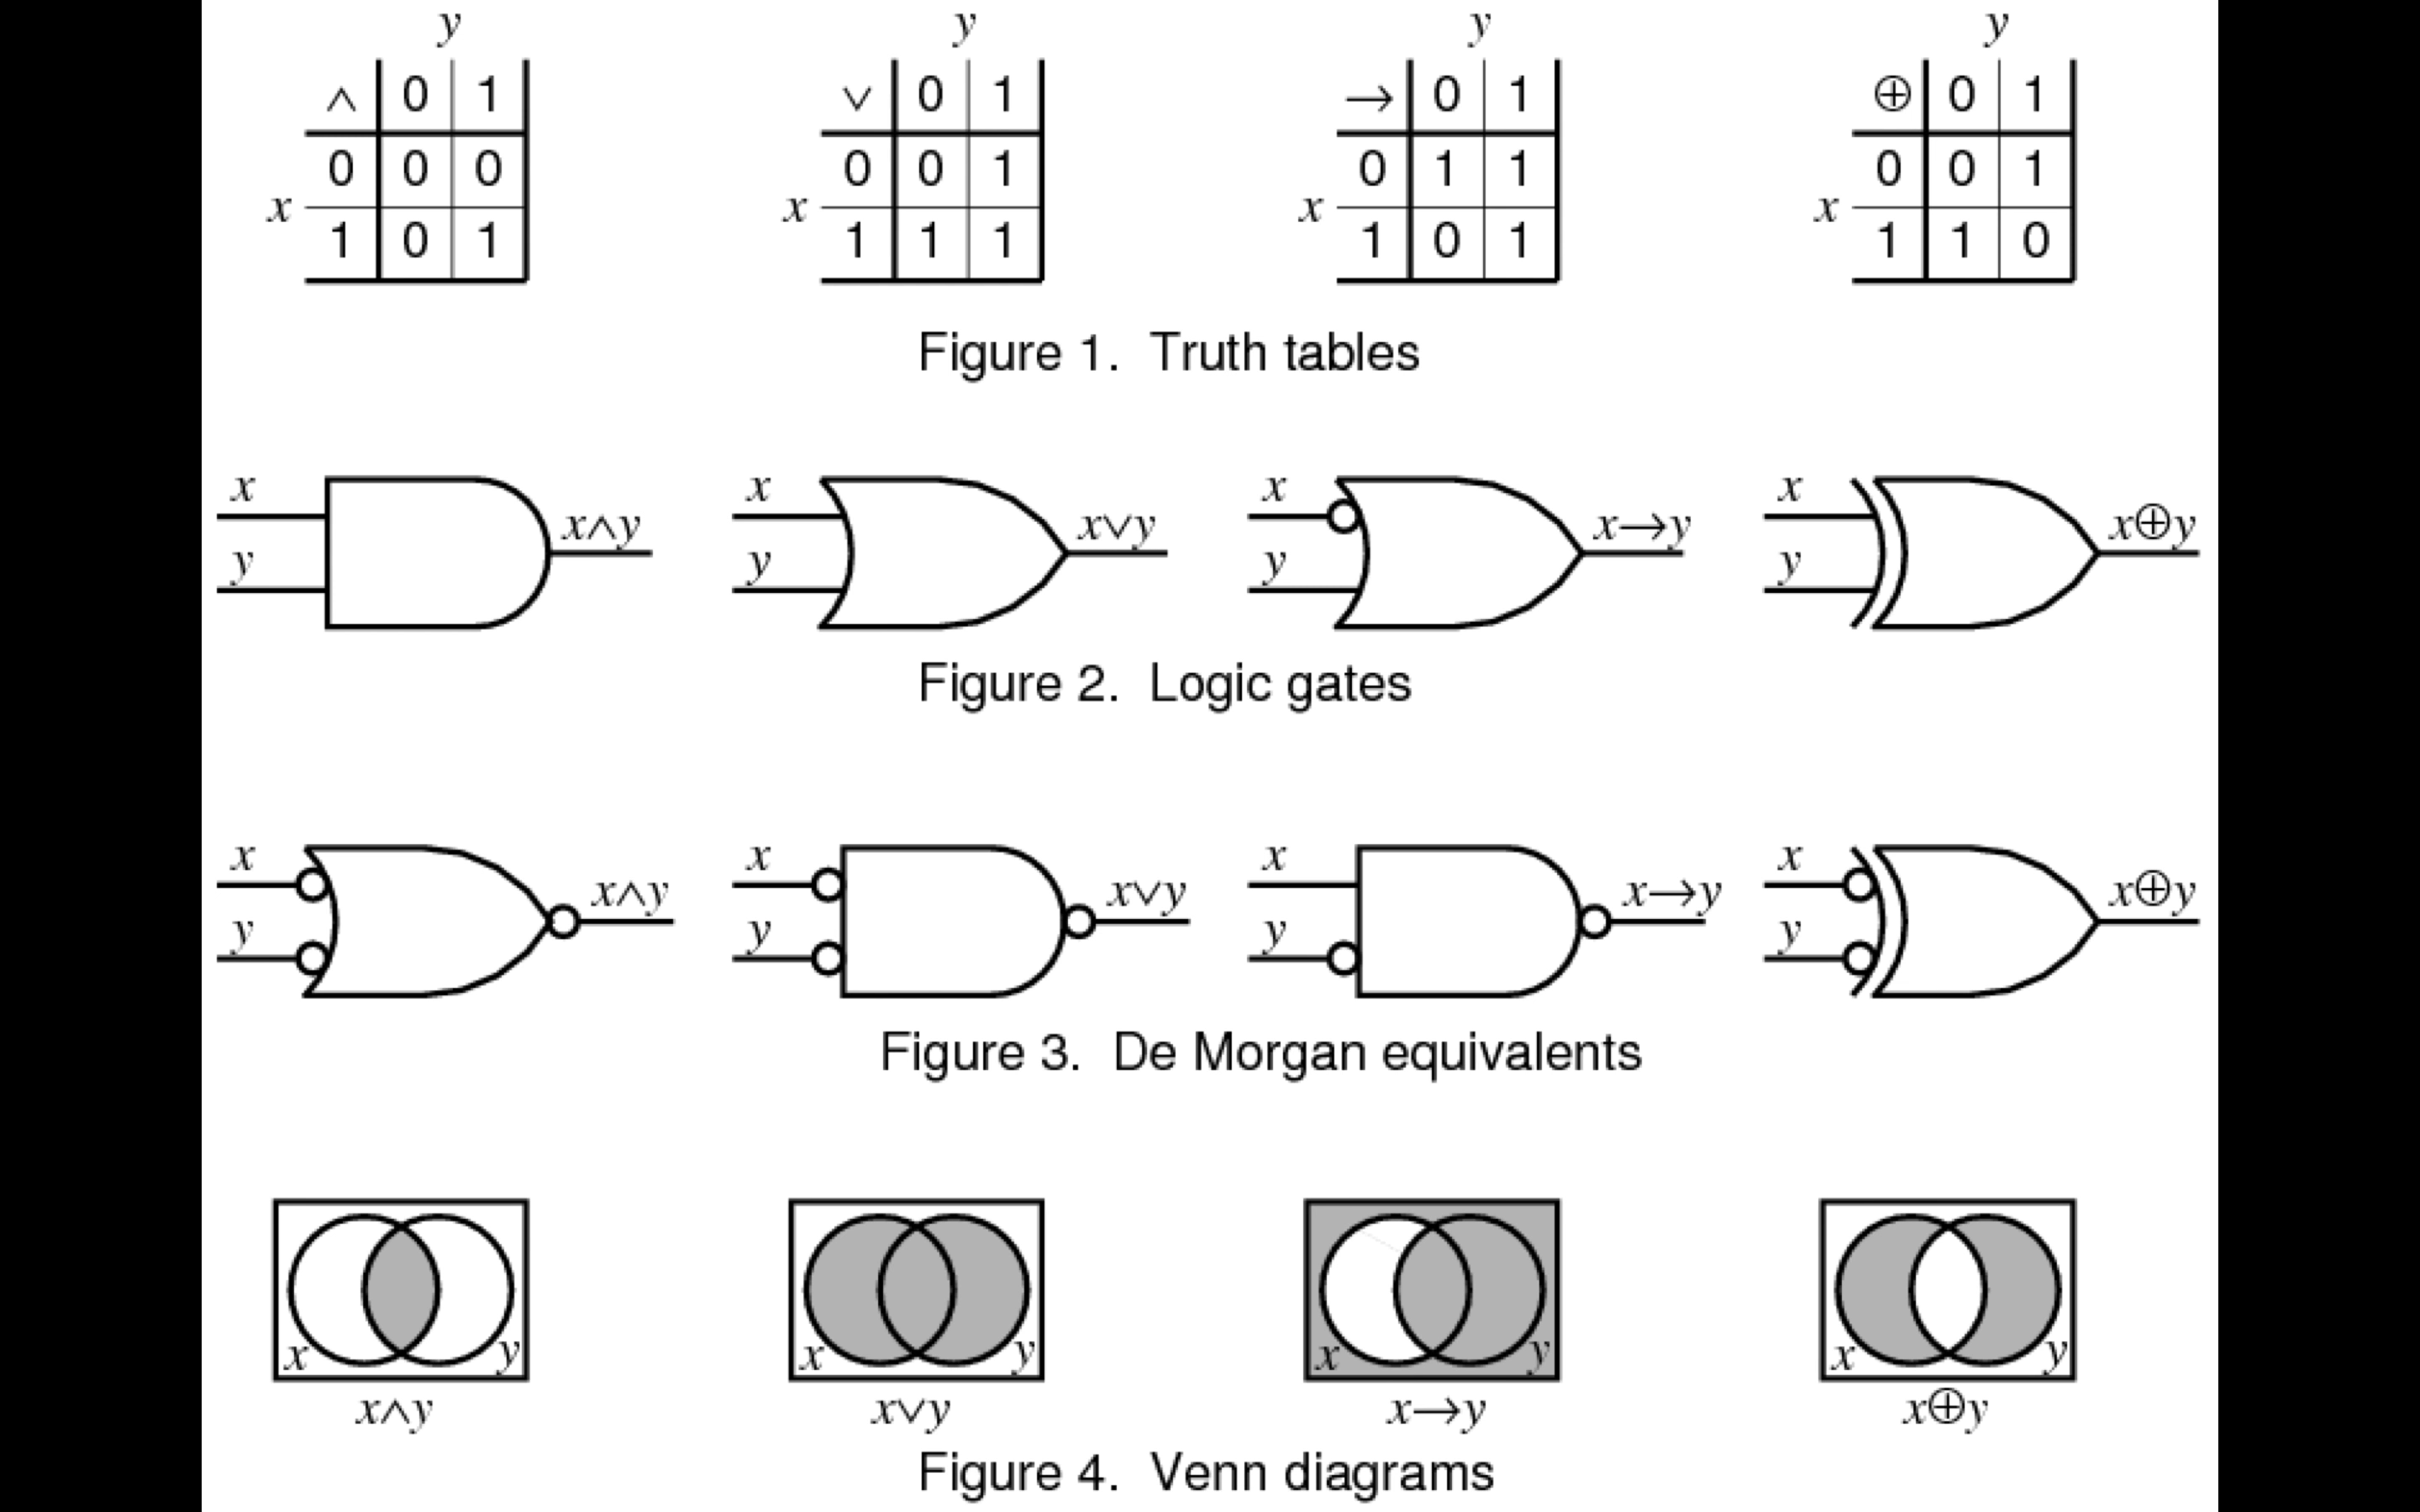 y y y y
∧ 0 1 ∨ 0 1 → 0 1 ⊕ 0 1
0 0 0 0 0 1 0 1 1 0 0 1
x x x x
1 0 1 1 1 1 1 0 1 1 1 0
Figure 1. Truth tables
x x x x
x∧y x∨y x→y x⊕y
y y y y
Figure 2. Logic gates
x x x x
x∧y x∨y x→y x⊕y
y y y y
Figure 3. De Morgan equivalents
x y x y x y x y
x∧y x∨y x→y x⊕y
Figure 4. Venn diagrams